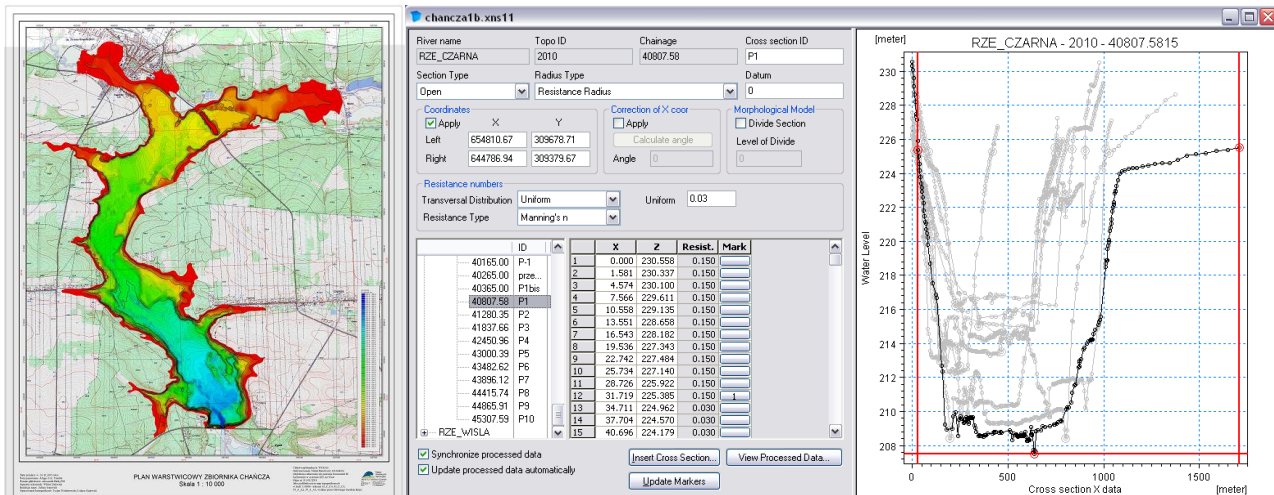 PLAN WARSTWICOWY ZBIORNIKA CHAŃCZA
Skala 1 : 10 000
chancza1b.xns11
River name Topo ID Chainage Cross section ID
RZE_CZARNA 2010 40807.58 P1
Section Type Radius Type Datum
Open Resistance Radius 0
Coordinates Correction of X coor Morphological Model
Apply X Y Apply Divide Section
Left 654810.67 309678.71 Calculate angle Level of Divide
Right 644786.94 309379.67 Angle 0 0
Resistance numbers
Transversal Distribution Uniform Uniform 0.03
Resistance Type Manning's n
ID
40165.00 P-1
40265.00 prze...
40365.00 P1bis
40807.58 P1
41280.35 P2
41837.66 P3
42450.96 P4
43000.39 P5
43482.62 P6
43896.12 P7
44415.74 P8
44865.91 P9
45307.59 P10
RZE_WISLA
X Z Resist. Mark
1 0.000 230.558 0.150
2 1.581 230.337 0.150
3 4.574 230.100 0.150
4 7.566 229.611 0.150
5 10.558 229.135 0.150
6 13.551 228.658 0.150
7 16.543 228.182 0.150
8 19.536 227.343 0.150
9 22.742 227.484 0.150
10 25.734 227.140 0.150
11 28.726 225.922 0.150
12 31.719 225.385 0.150 1
13 34.711 224.962 0.030
14 37.704 224.570 0.030
15 40.696 224.179 0.030
Synchronize processed data
Update processed data automatically
Insert Cross Section... View Processed Data...
Update Markers
[meter] RZE_CZARNA - 2010 - 40807.5815
230
228
226
224
222
220
218
216
214
212
210
208
Water Level
0 500 1000 1500
Cross section X data [meter]